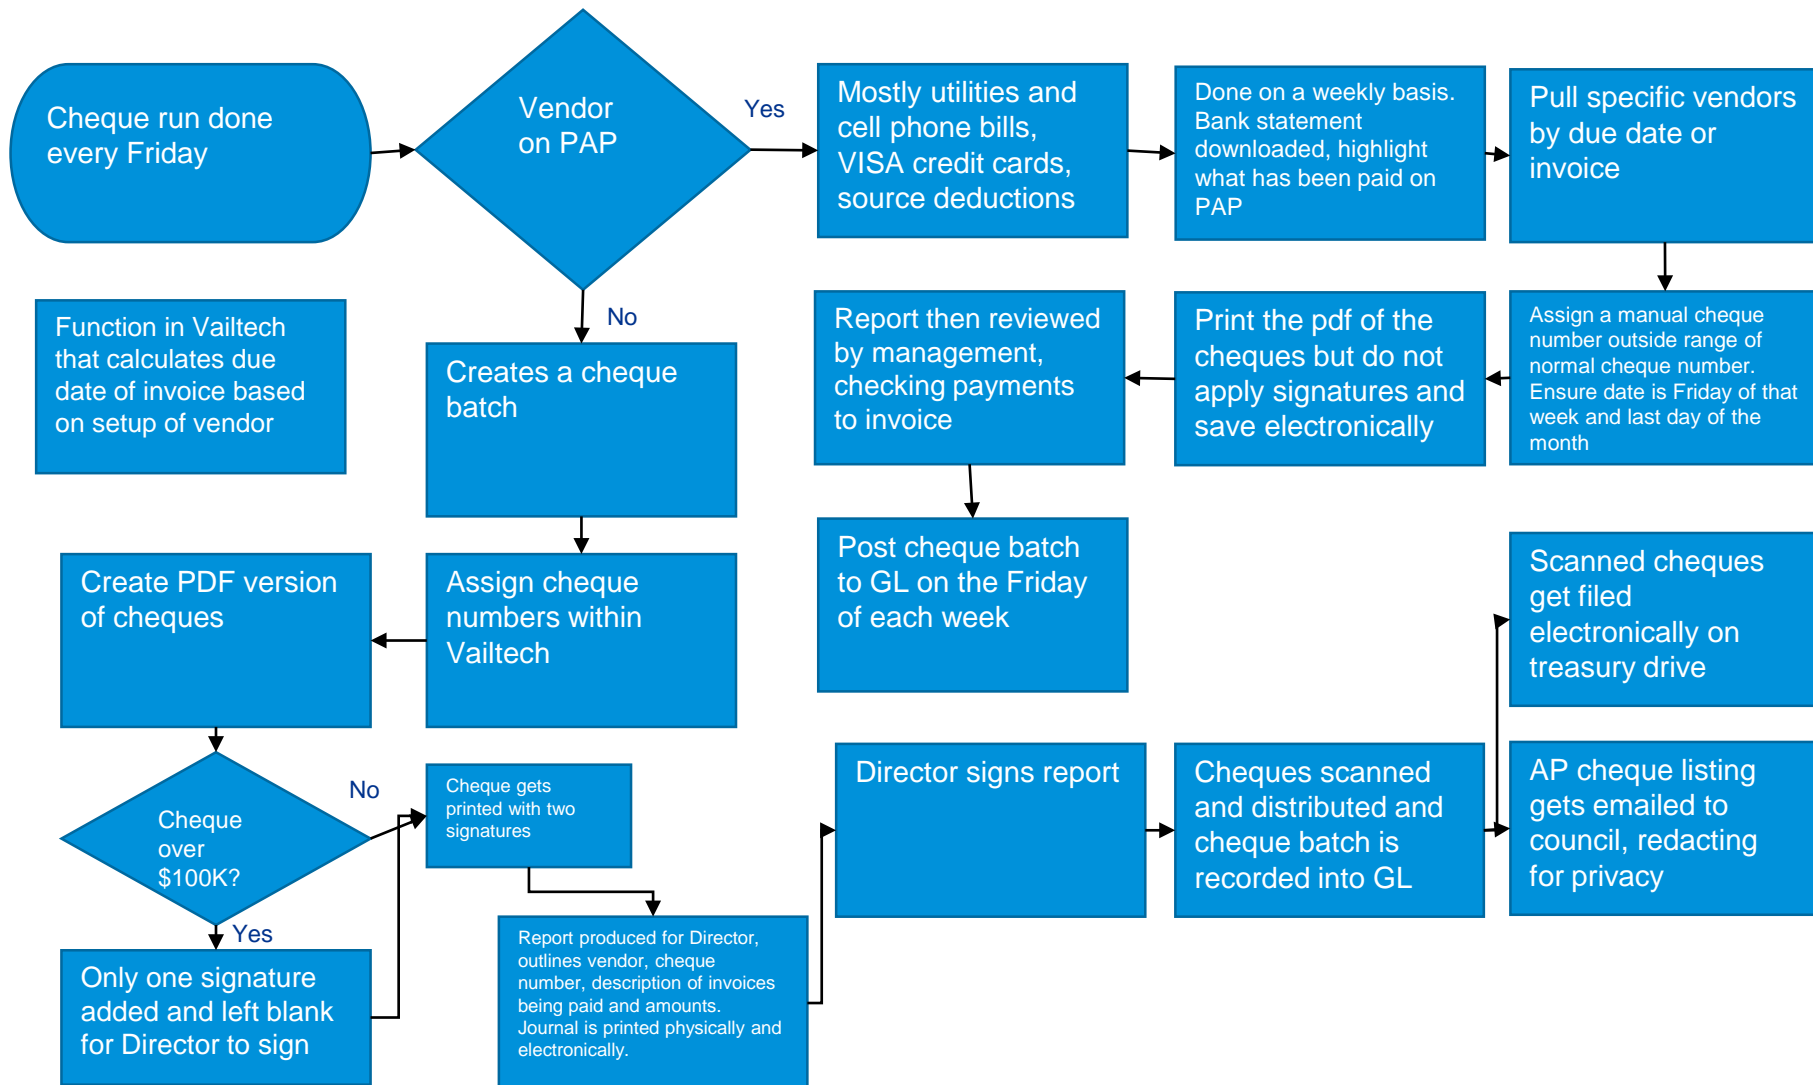 Cheque run done
every Friday
Vendor
on PAP
Yes
Mostly utilities and
cell phone bills,
VISA credit cards,
source deductions
Done on a weekly basis.
Bank statement
downloaded, highlight
what has been paid on
PAP
Pull specific vendors
by due date or
invoice
Function in Vailtech
that calculates due
date of invoice based
on setup of vendor
No
Creates a cheque
batch
Report then reviewed
by management,
checking payments
to invoice
Print the pdf of the
cheques but do not
apply signatures and
save electronically
Assign a manual cheque
number outside range of
normal cheque number.
Ensure date is Friday of that
week and last day of the
month
Create PDF version
of cheques
Assign cheque
numbers within
Vailtech
Post cheque batch
to GL on the Friday
of each week
Scanned cheques
get filed
electronically on
treasury drive
Cheque
over
$100K?
No
Cheque gets
printed with two
signatures
Director signs report
Cheques scanned
and distributed and
cheque batch is
recorded into GL
AP cheque listing
gets emailed to
council, redacting
for privacy
Yes
Only one signature
added and left blank
for Director to sign
Report produced for Director,
outlines vendor, cheque
number, description of invoices
being paid and amounts.
Journal is printed physically and
electronically.